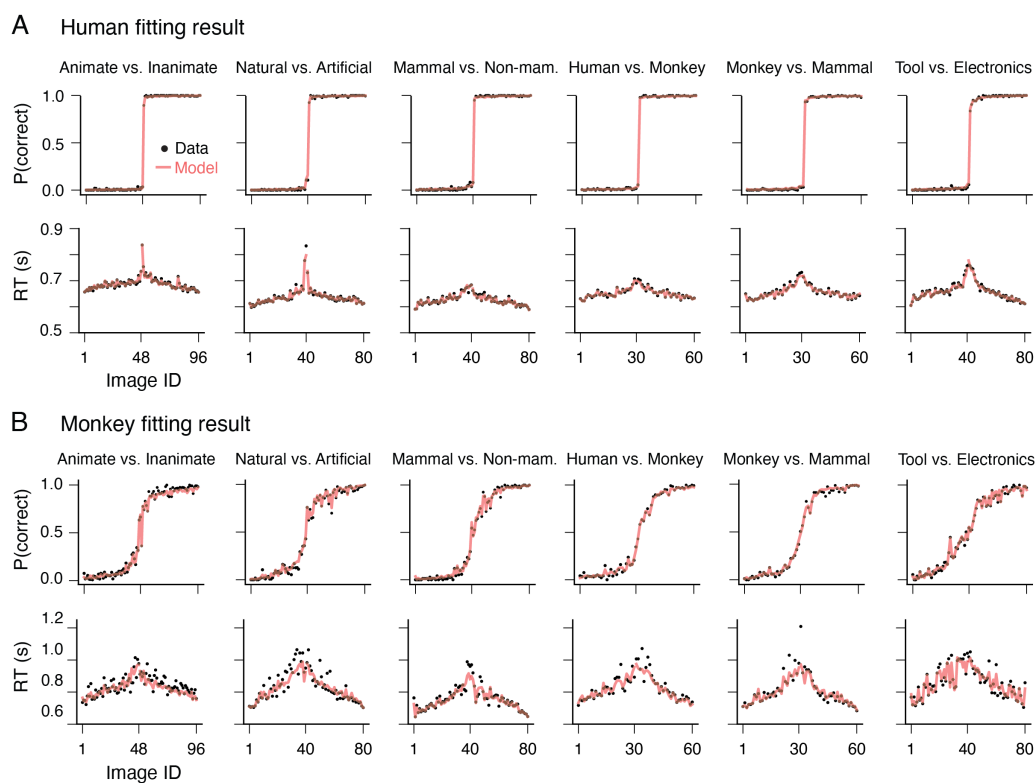 A Human fitting result
Animate vs. Inanimate Natural vs. Artificial Mammal vs. Non-mam. Human vs. Monkey Monkey vs. Mammal Tool vs. Electronics
P(correct)
1.0
0.5
0.0
Data
Model
RT (s)
0.9
0.7
0.5
1 48 96 1 40 80 1 40 80 1 30 60 1 30 60 1 40 80
Image ID
B Monkey fitting result
Animate vs. Inanimate Natural vs. Artificial Mammal vs. Non-mam. Human vs. Monkey Monkey vs. Mammal Tool vs. Electronics
P(correct)
1.0
0.5
0.0
RT (s)
1.2
1.0
0.8
0.6
1 48 96 1 40 80 1 40 80 1 30 60 1 30 60 1 40 80
Image ID